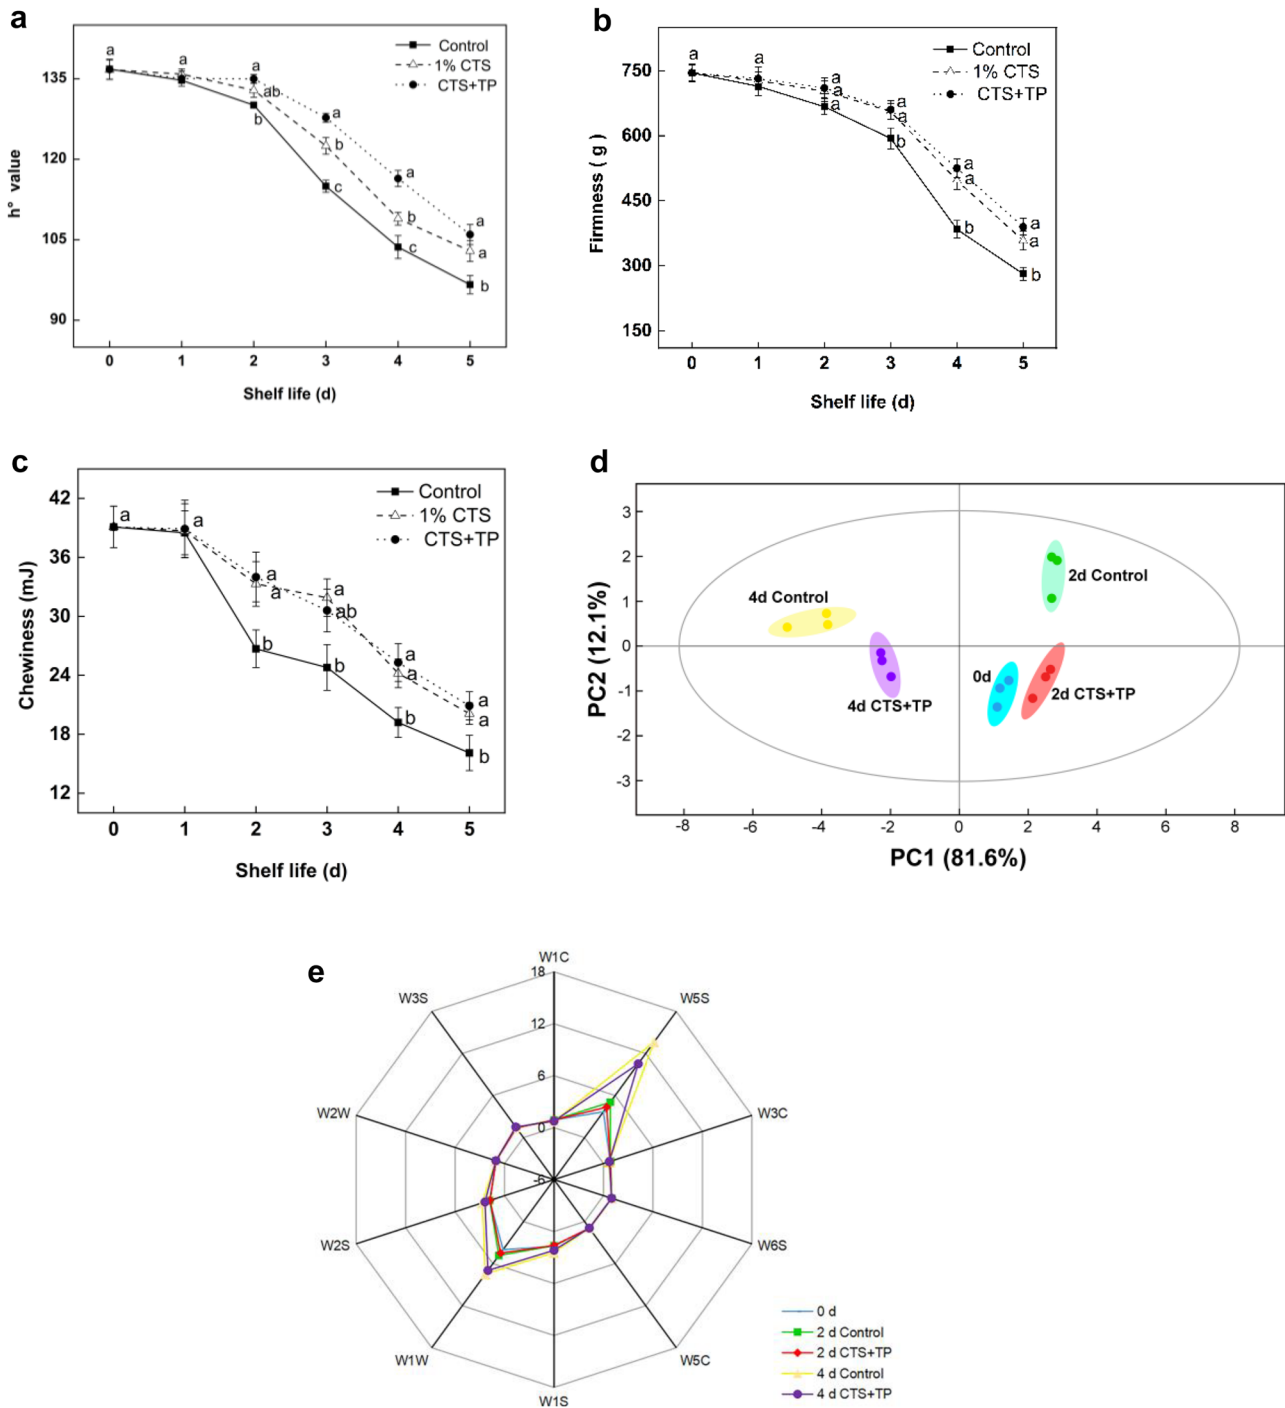 a
Control
1% CTS
CTS+TP
135
120
105
90
h° value
a
a
a
ab
b
a
b
c
a
b
c
a
a
b
0 1 2 3 4 5
Shelf life (d)
b
Control
1% CTS
CTS+TP
750
600
450
300
150
Firmness ( g )
a
a
a
a
a
a
b
a
a
b
a
a
b
0 1 2 3 4 5
Shelf life (d)
c
Control
1% CTS
CTS+TP
42
36
30
24
18
12
Chewiness (mJ)
a
a
a
a
b
a
ab
b
a
a
b
a
a
b
0 1 2 3 4 5
Shelf life (d)
d
3
2
1
0
-1
-2
-3
PC2 (12.1%)
2d Control
4d Control
0d
2d CTS+TP
4d CTS+TP
-8 -6 -4 -2 0 2 4 6 8
PC1 (81.6%)
e
W1C
18
W3S
W5S
12
6
W2W
0
W3C
-6
W2S
W6S
W1W
W5C
W1S
0 d
2 d Control
2 d CTS+TP
4 d Control
4 d CTS+TP